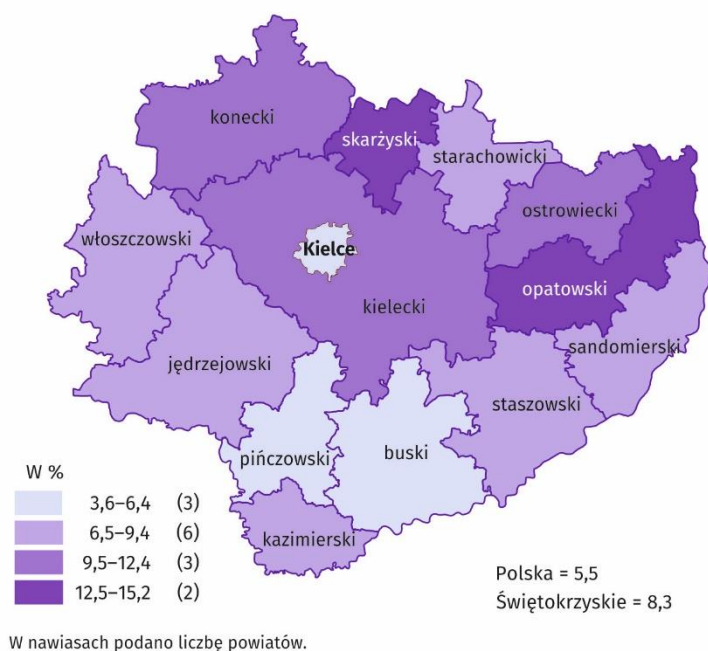 konecki
skarżyski
starachowicki
ostrowiecki
włoszczowski
Kielce
opatowski
kielecki
sandomierski
jędrzejowski
staszowski
pińczowski
buski
kazimierski
W %
3,6–6,4 (3)
6,5–9,4 (6)
9,5–12,4 (3)
12,5–15,2 (2)
Polska = 5,5
Świętokrzyskie = 8,3
W nawiasach podano liczbę powiatów.